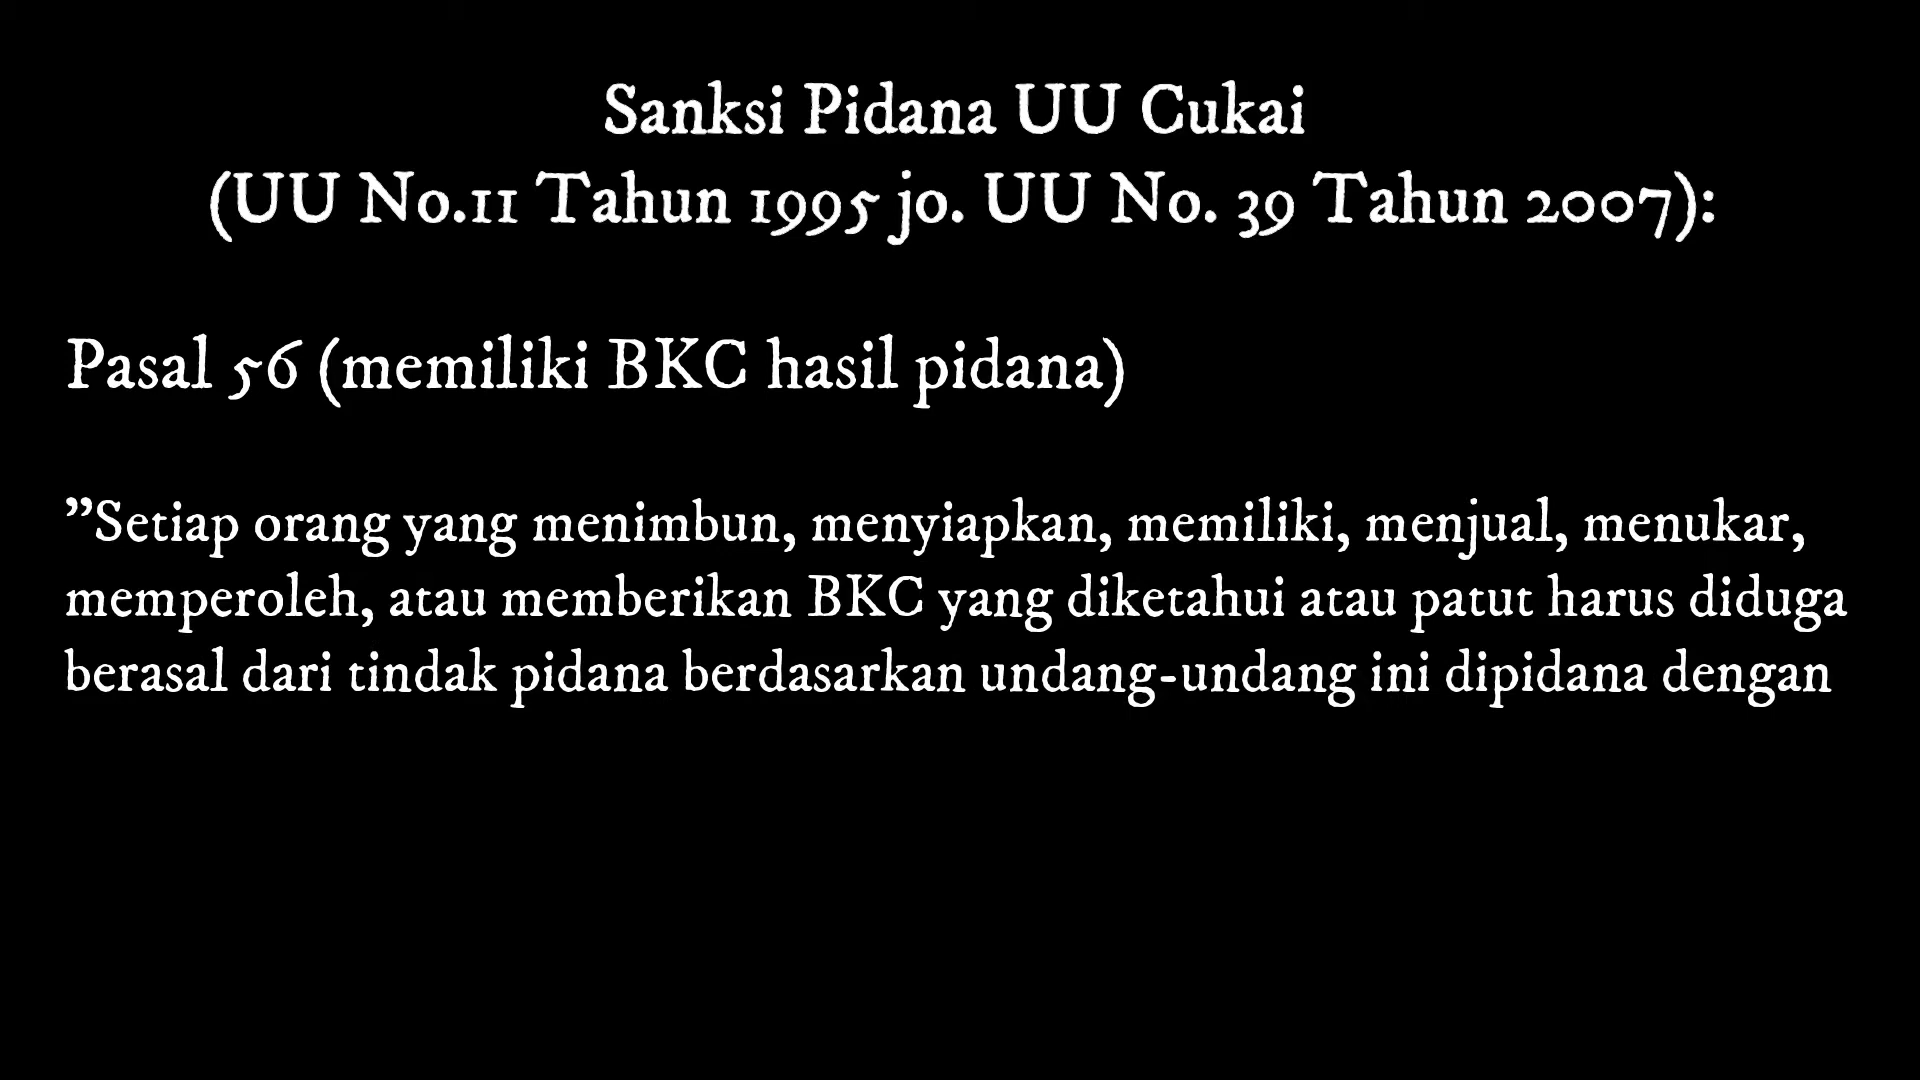 Sanksi Pidana UU Cukai
(UU No.11 Tahun 1995 jo. UU No. 39 Tahun 2007):
Pasal 56 (memiliki BKC hasil pidana)
”Setiap orang yang menimbun, menyiapkan, memiliki, menjual, menukar,
memperoleh, atau memberikan BKC yang diketahui atau patut harus diduga
berasal dari tindak pidana berdasarkan undang-undang ini dipidana dengan